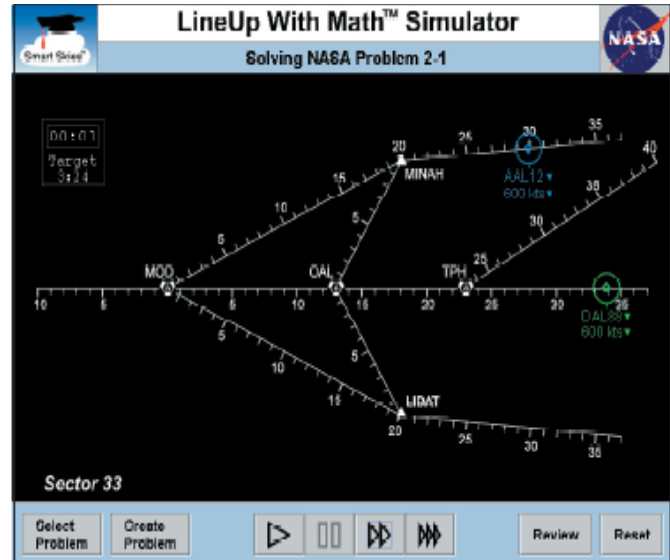 LineUp With Math™ Simulator
Smart Skies™
Solving NASA Problem 2-1
NASA
00:01
Target
3:24
20 25 30 35
40
MINAH
15
AAL12
600 kts
35
10
5
5
30
25
MOD OAL TPH
10 5 5 10 15 20 25
DAL88
600 kts
5
5
10
15
LIDAT
20 25 30 35
Sector 33
Select
Problem
Create
Problem
Review
Reset